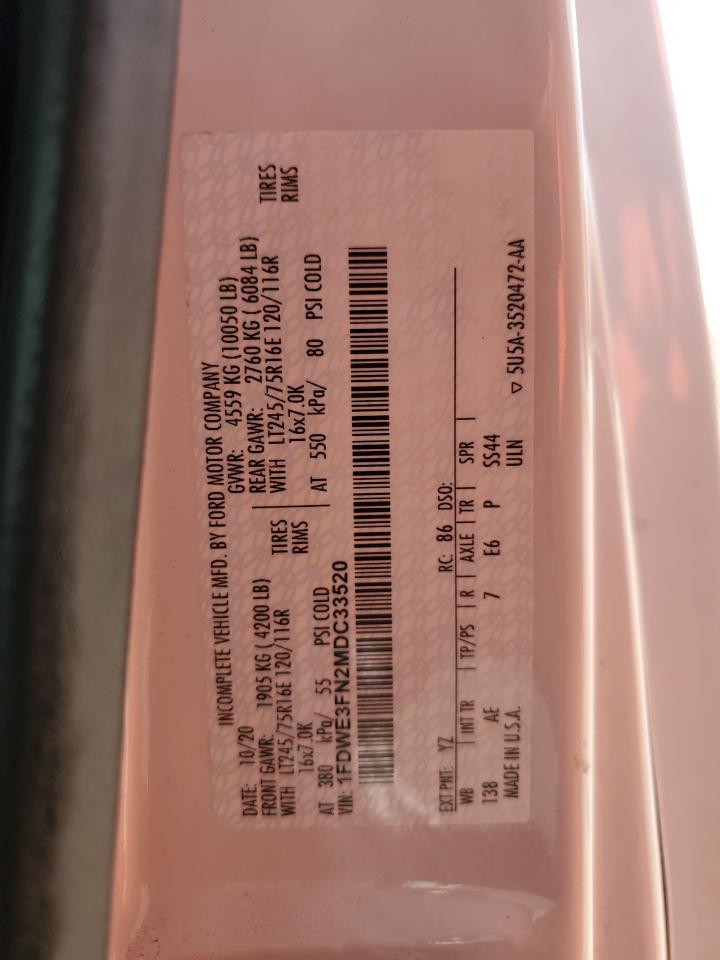 INCOMPLETE VEHICLE MFD. BY FORD MOTOR COMPANY
DATE: 10/20 GVWR: 4559 KG (10050 LB)
FRONT GAWR: 1905 KG ( 4200 LB) REAR GAWR: 2760 KG ( 6084 LB)
WITH LT245/75R16E 120/116R TIRES WITH LT245/75R16E 120/116R TIRES
16x7.0K RIMS 16x7.0K RIMS
AT 380 kPa/ 55 PSI COLD AT 550 kPa/ 80 PSI COLD
VIN: 1FDWE3FN2MDC33520
EXT PNT: YZ RC: 86 DSO:
WB INT TR TP/PS R AXLE TR SPR
138 AE 7 E6 P SS44
MADE IN U.S.A. ULN
▽ 5U5A-3520472-AA